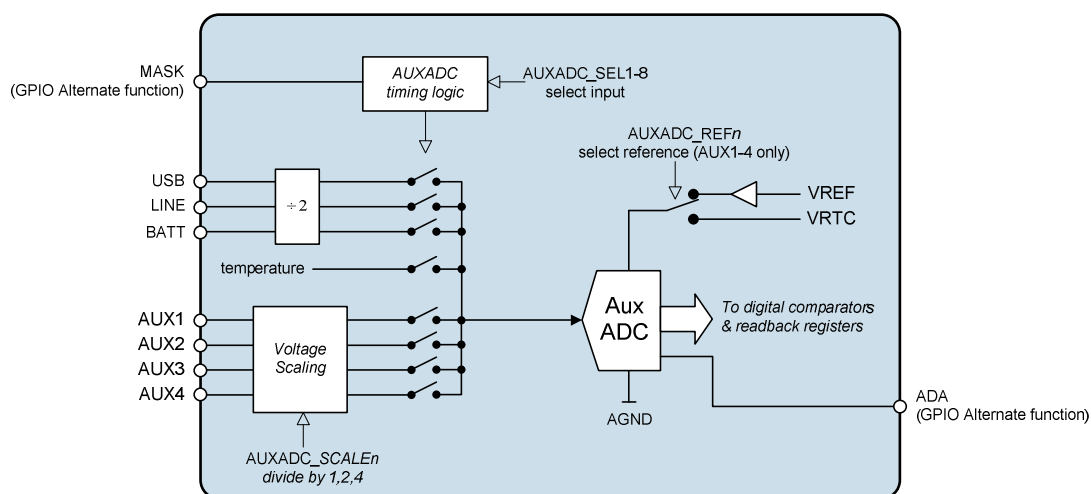 MASK
(GPIO Alternate function)
AUXADC
timing logic
AUXADC_SEL1-8
select input
AUXADC_REFn
select reference (AUX1-4 only)
USB
LINE
BATT
÷2
VREF
VRTC
temperature
AUX1
AUX2
AUX3
AUX4
Voltage
Scaling
Aux
ADC
To digital comparators
& readback registers
AGND
ADA
(GPIO Alternate function)
AUXADC_SCALEn
divide by 1,2,4